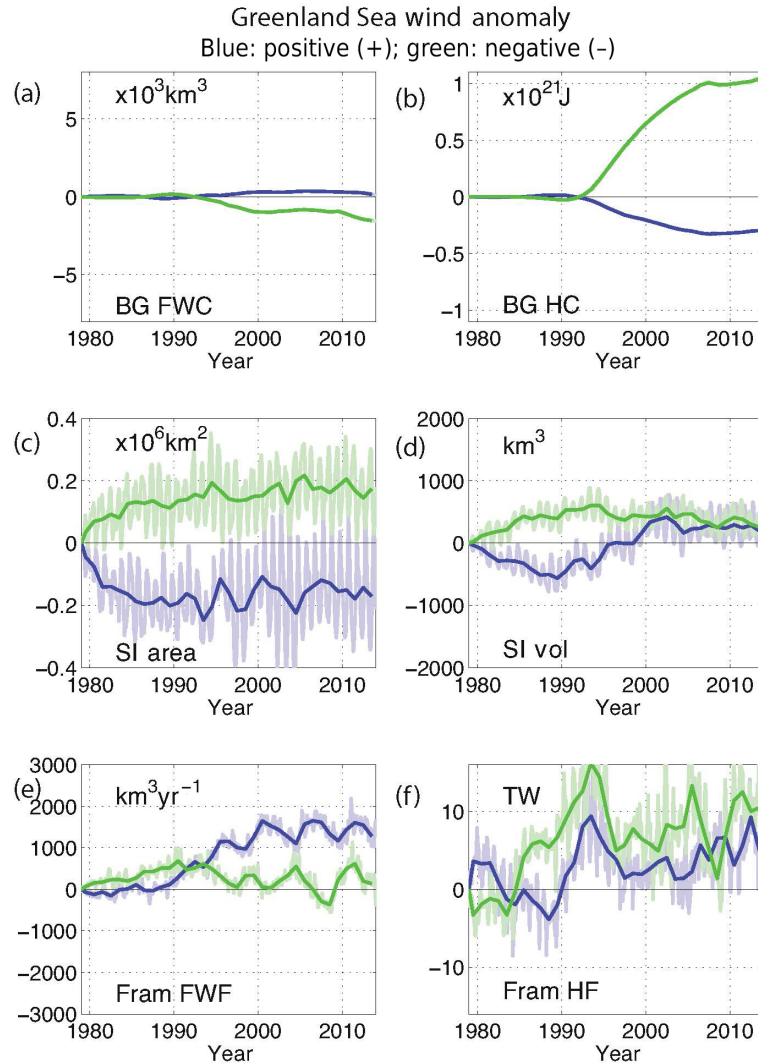 Greenland Sea wind anomaly
Blue: positive (+); green: negative (–)
(a)
x10³km³
5
0
−5
BG FWC
1980 1990 2000 2010
Year
(b)
x10²¹J
1
0.5
0
−0.5
−1
BG HC
1980 1990 2000 2010
Year
(c)
x10⁶km²
0.4
0.2
0
−0.2
−0.4
SI area
1980 1990 2000 2010
Year
(d)
km³
2000
1000
0
−1000
−2000
SI vol
1980 1990 2000 2010
Year
(e)
km³yr⁻¹
3000
2000
1000
0
−1000
−2000
−3000
Fram FWF
1980 1990 2000 2010
Year
(f)
TW
10
0
−10
Fram HF
1980 1990 2000 2010
Year